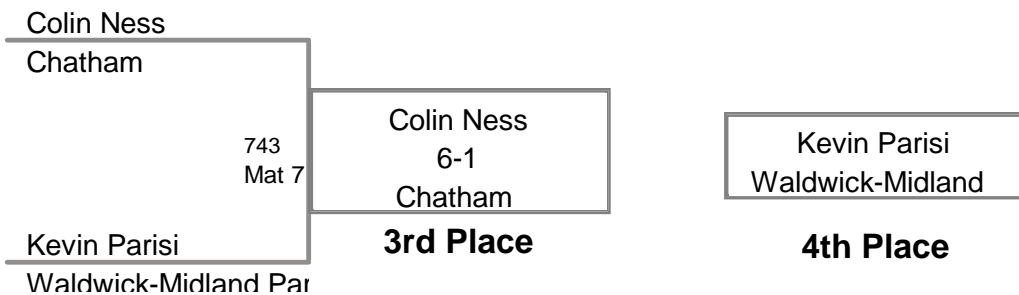 Colin Ness
Chatham
743
Mat 7
Colin Ness
6-1
Chatham
3rd Place
Kevin Parisi
Waldwick-Midland
4th Place
Kevin Parisi
Waldwick-Midland Par